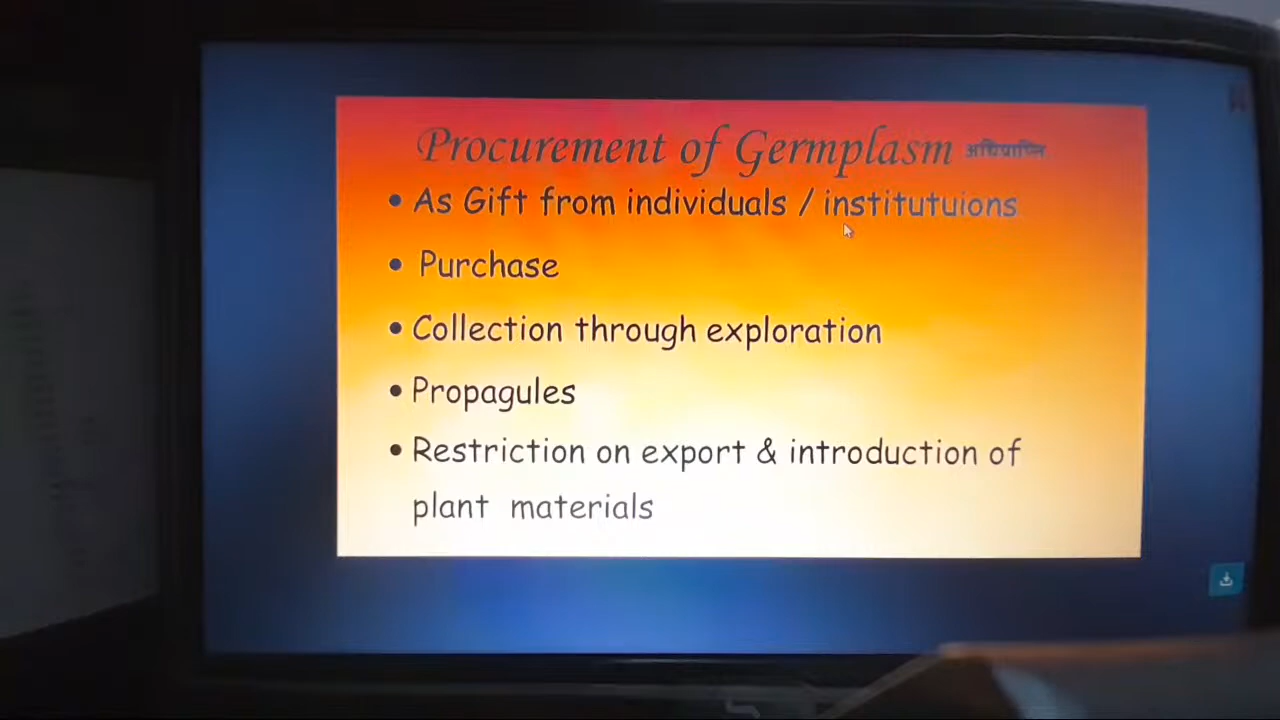 Procurement of Germplasm अधिप्राप्ति
• As Gift from individuals / institutuions
• Purchase
• Collection through exploration
• Propagules
• Restriction on export & introduction of
plant materials